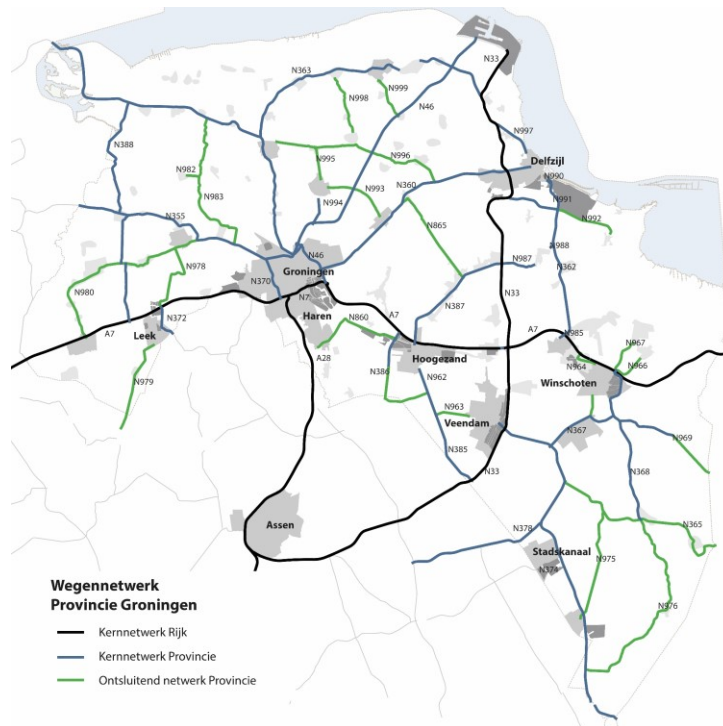 N33
N363
N999
N998
N46
N388
N997
N995
N996
Delfzijl
N982
N990
N360
N993
N983
N991
N994
N992
N355
N865
N988
N46
N978
N987
N362
Groningen
N980
N370
N33
N7
N387
Haren
N372
N860
A7
A7
A7
Leek
N985
N967
A28
Hoogezand
N964
N966
N979
N386
N962
Winschoten
N963
Veendam
N367
N969
N385
N368
N33
Assen
N378
N365
Stadskanaal
N975
N374
N976
Wegennetwerk
Provincie Groningen
Kernnetwerk Rijk
Kernnetwerk Provincie
Ontsluitend netwerk Provincie